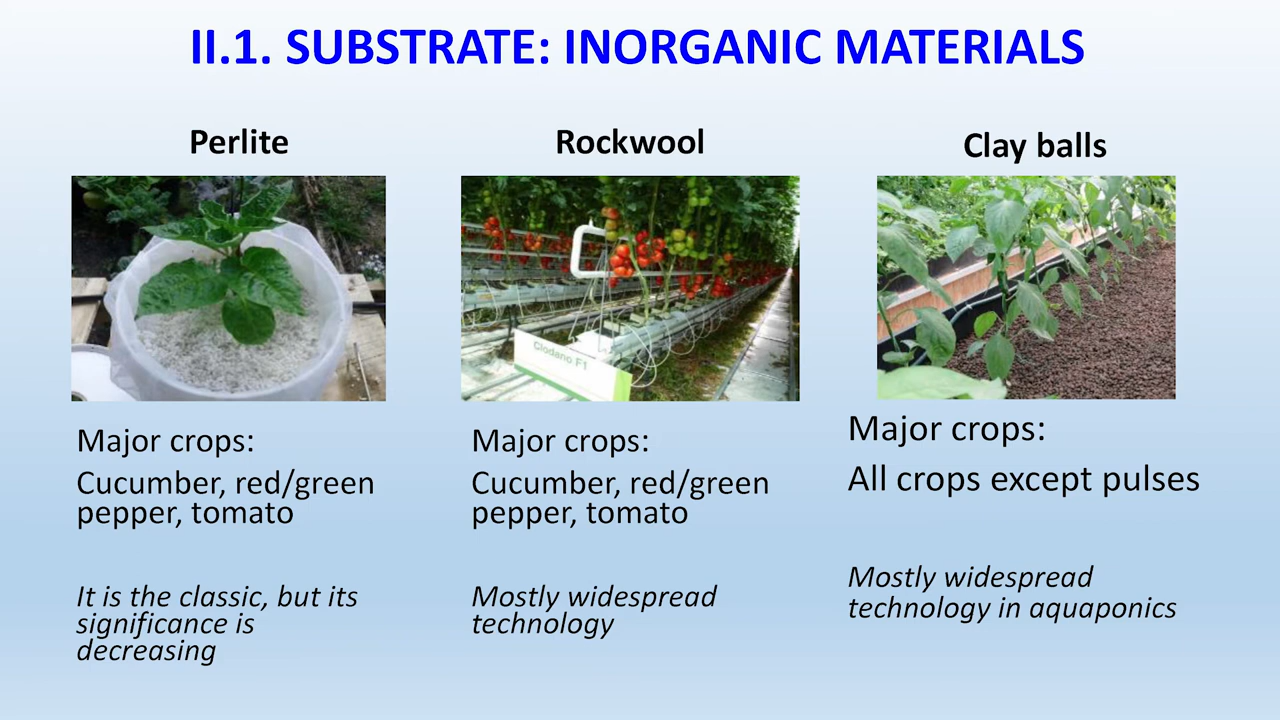 II.1. SUBSTRATE: INORGANIC MATERIALS
Perlite
Rockwool
Clay balls
Clodano F1
Major crops:
Cucumber, red/green
pepper, tomato
It is the classic, but its
significance is
decreasing
Major crops:
Cucumber, red/green
pepper, tomato
Mostly widespread
technology
Major crops:
All crops except pulses
Mostly widespread
technology in aquaponics